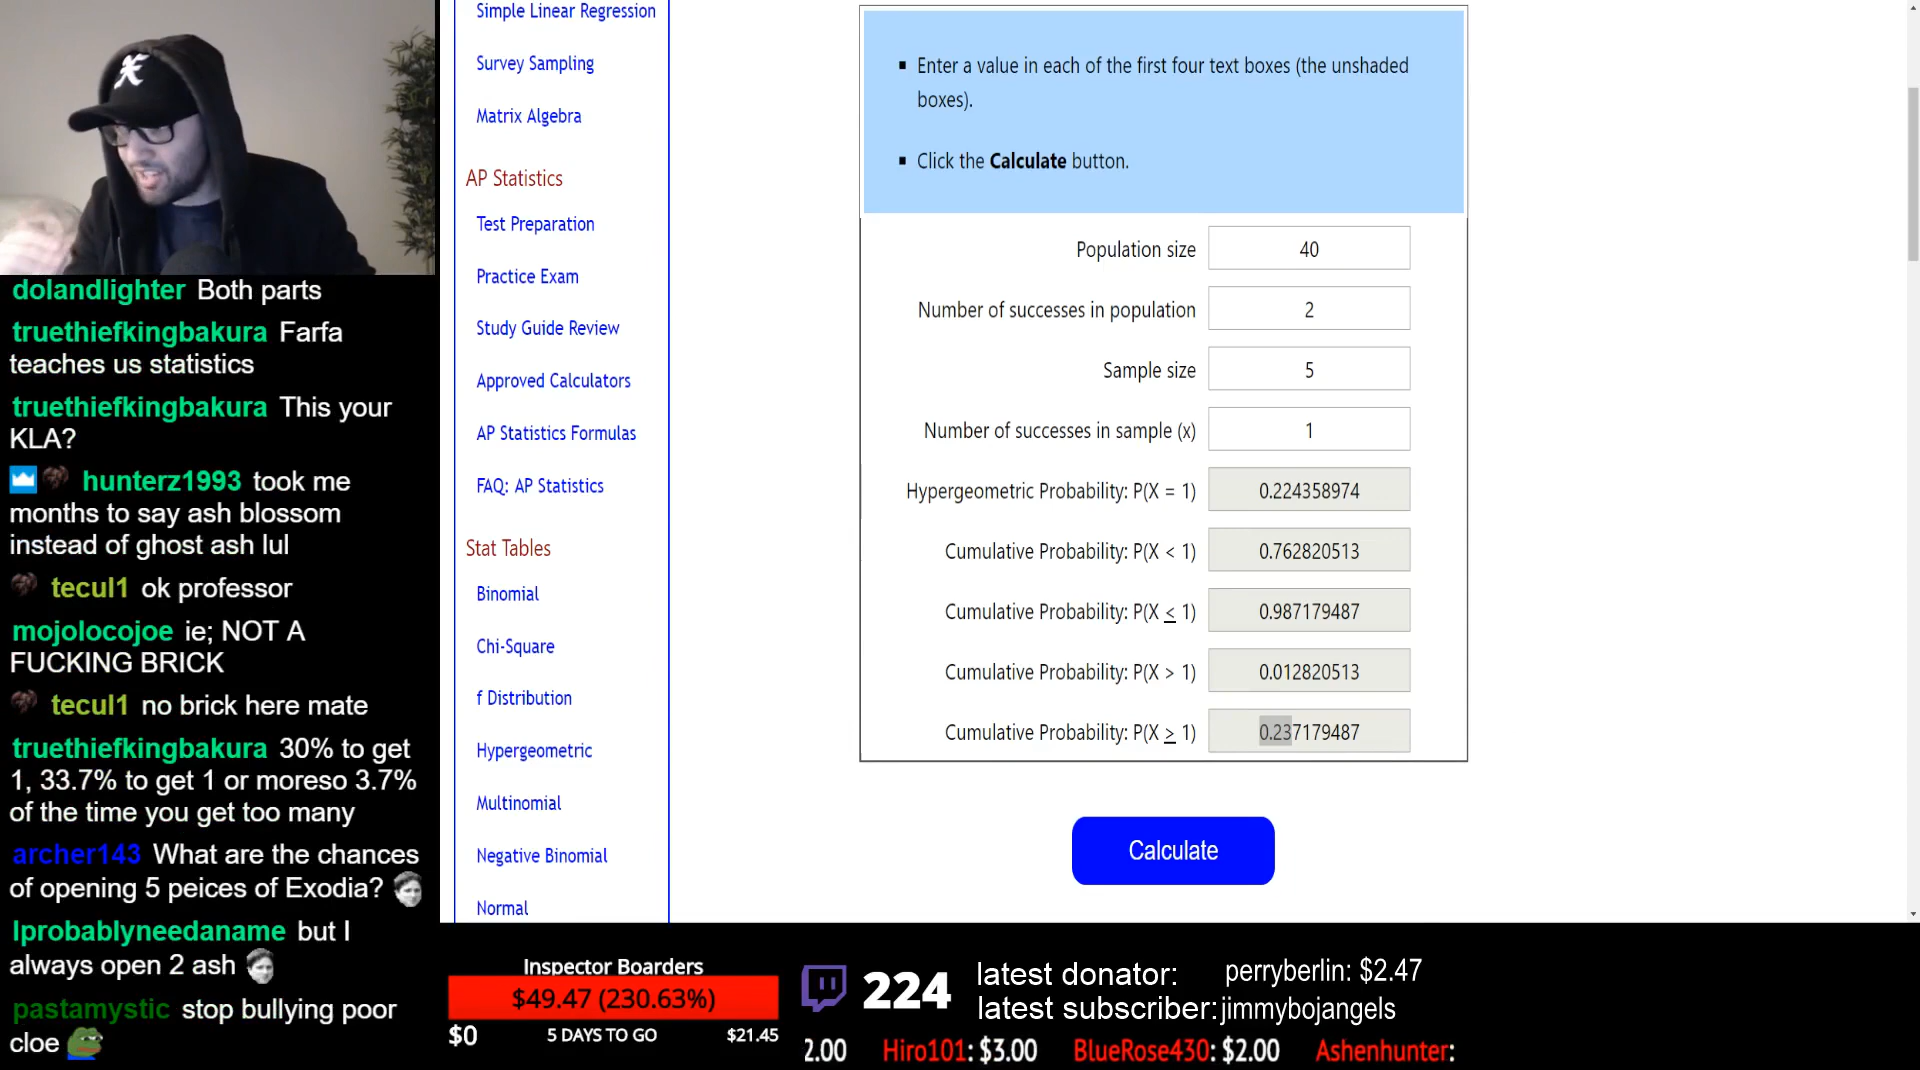 dolandlighter Both parts
truethiefkingbakura Farfa
teaches us statistics
truethiefkingbakura This your
KLA?
hunterz1993 took me
months to say ash blossom
instead of ghost ash lul
tecul1 ok professor
mojolocojoe ie; NOT A
FUCKING BRICK
tecul1 no brick here mate
truethiefkingbakura 30% to get
1, 33.7% to get 1 or moreso 3.7%
of the time you get too many
archer143 What are the chances
of opening 5 peices of Exodia?
Iprobablyneedaname but I
always open 2 ash
pastamystic stop bullying poor
cloe
Simple Linear Regression
Survey Sampling
Matrix Algebra
AP Statistics
Test Preparation
Practice Exam
Study Guide Review
Approved Calculators
AP Statistics Formulas
FAQ: AP Statistics
Stat Tables
Binomial
Chi-Square
f Distribution
Hypergeometric
Multinomial
Negative Binomial
Normal
Enter a value in each of the first four text boxes (the unshaded
boxes).
Click the Calculate button.
Population size 40
Number of successes in population 2
Sample size 5
Number of successes in sample (x) 1
Hypergeometric Probability: P(X = 1) 0.224358974
Cumulative Probability: P(X < 1) 0.762820513
Cumulative Probability: P(X ≤ 1) 0.987179487
Cumulative Probability: P(X > 1) 0.012820513
Cumulative Probability: P(X ≥ 1) 0.237179487
Calculate
Inspector Boarders
$49.47 (230.63%)
$0 5 DAYS TO GO $21.45
224
latest donator: perryberlin: $2.47
latest subscriber: jimmybojangels
2.00 Hiro101: $3.00 BlueRose430: $2.00 Ashenhunter: